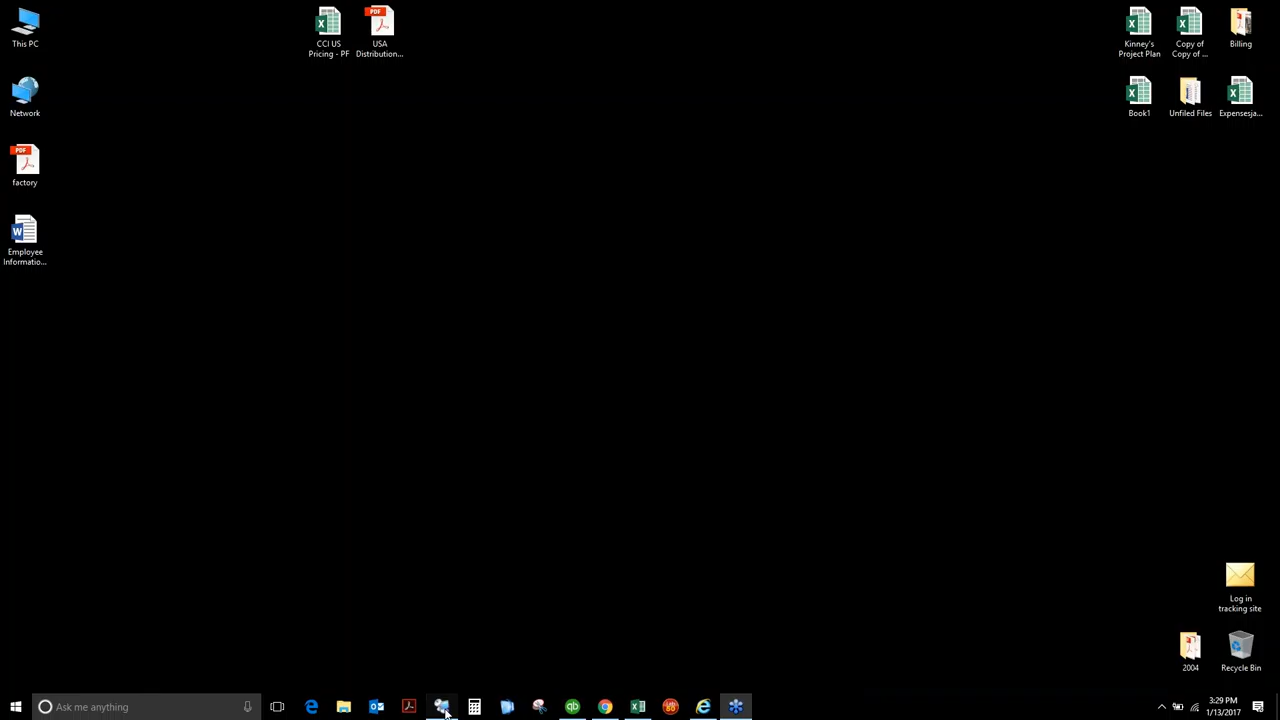 This PC
Network
PDF
factory
Employee
Informatio...
CCI US
Pricing - PF
PDF
USA
Distribution...
Kinney's
Project Plan
Copy of
Copy of ...
Billing
Book1
Unfiled Files
Expensesja...
Log in
tracking site
2004
Recycle Bin
Ask me anything
3:29 PM
1/13/2017